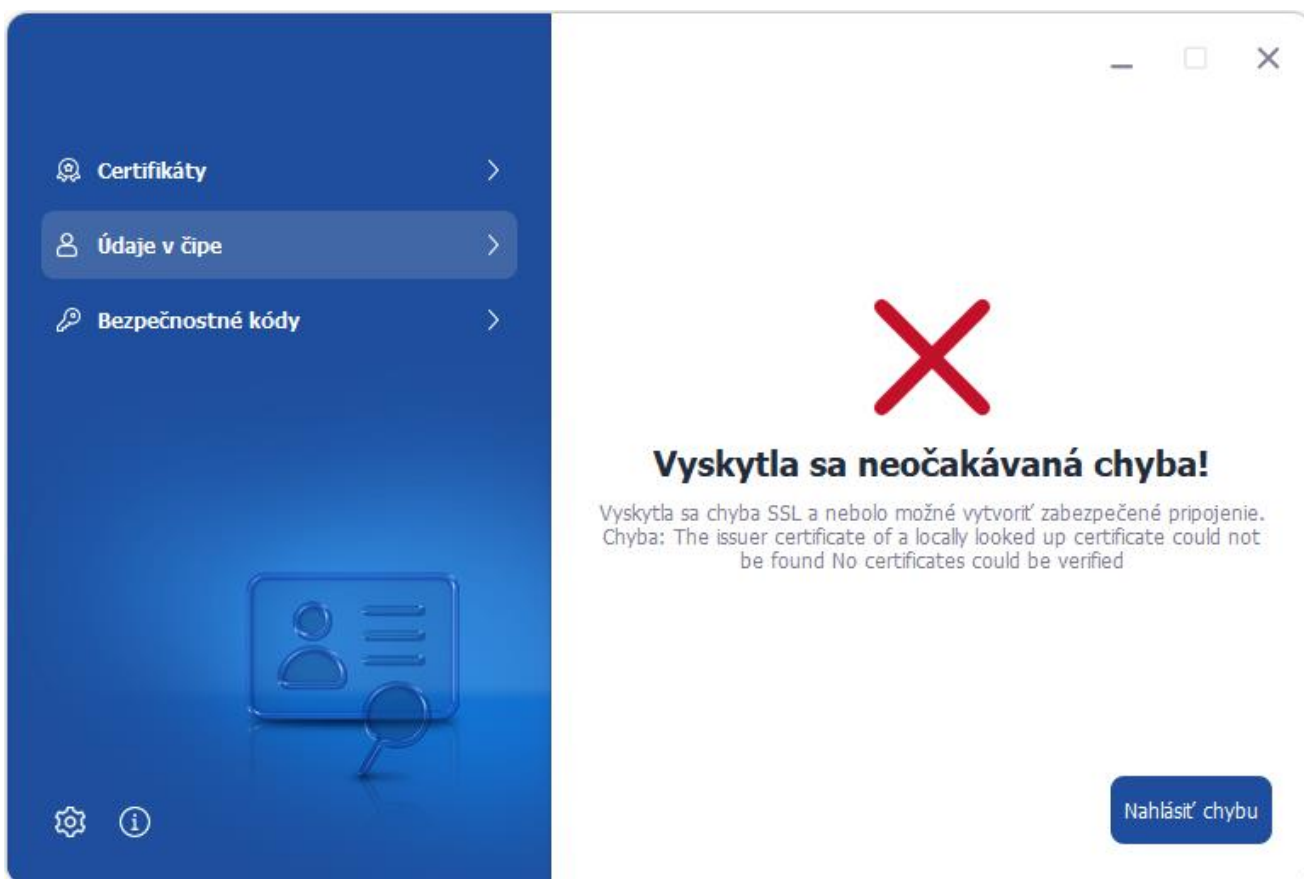 Certifikáty
Údaje v čipe
Bezpečnostné kódy
Vyskytla sa neočakávaná chyba!
Vyskytla sa chyba SSL a nebolo možné vytvoriť zabezpečené pripojenie.
Chyba: The issuer certificate of a locally looked up certificate could not
be found No certificates could be verified
Nahlásiť chybu